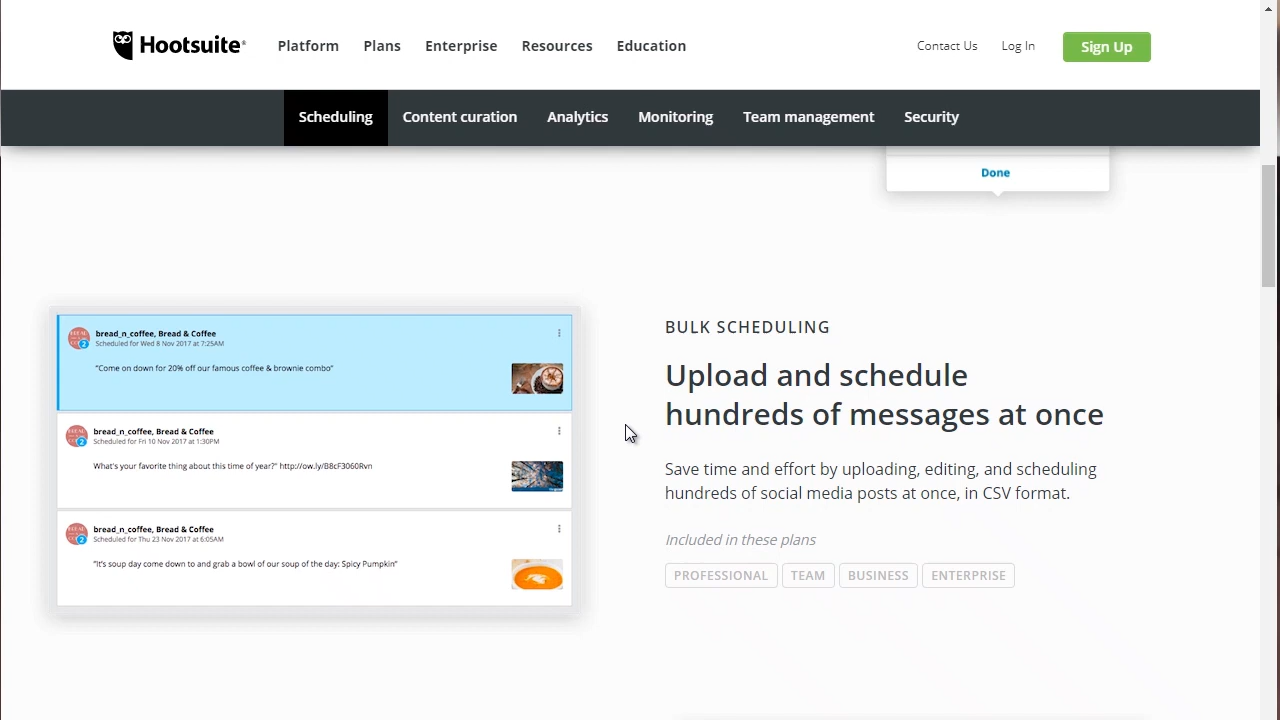 Hootsuite®
Platform Plans Enterprise Resources Education
Contact Us Log In Sign Up
Scheduling Content curation Analytics Monitoring Team management Security
Done
bread_n_coffee, Bread & Coffee
Scheduled for Wed 8 Nov 2017 at 7:25AM
"Come on down for 20% off our famous coffee & brownie combo"
bread_n_coffee, Bread & Coffee
Scheduled for Fri 10 Nov 2017 at 1:30PM
What's your favorite thing about this time of year?" http://ow.ly/B8cF3060Rvn
bread_n_coffee, Bread & Coffee
Scheduled for Thu 23 Nov 2017 at 6:05AM
"It's soup day come down to and grab a bowl of our soup of the day: Spicy Pumpkin"
BULK SCHEDULING
Upload and schedule
hundreds of messages at once
Save time and effort by uploading, editing, and scheduling
hundreds of social media posts at once, in CSV format.
Included in these plans
PROFESSIONAL TEAM BUSINESS ENTERPRISE